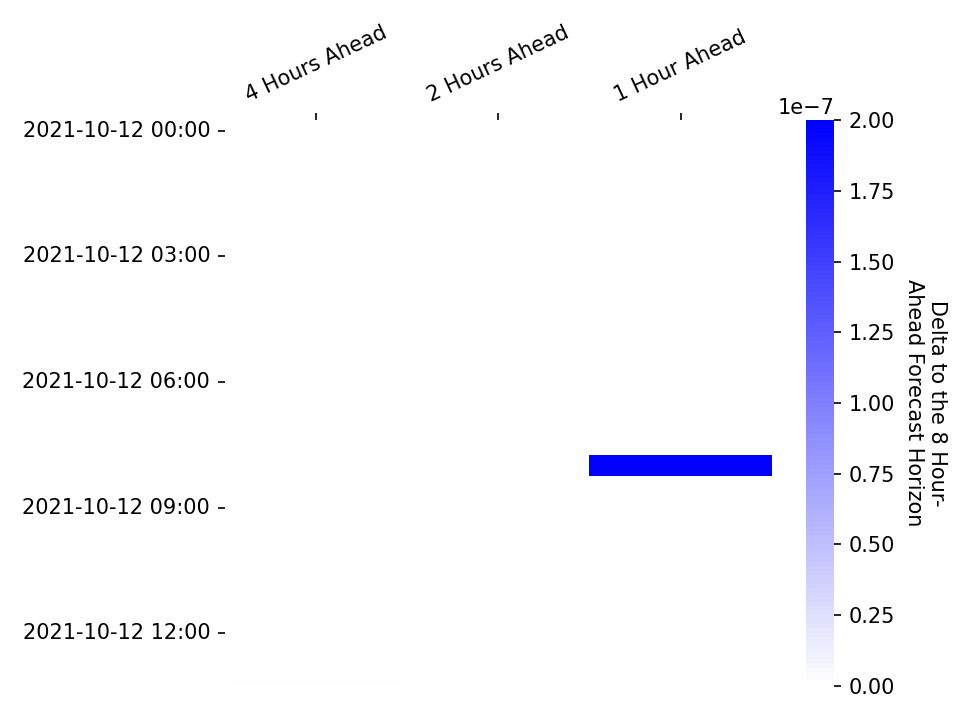 4 Hours Ahead
2 Hours Ahead
1 Hour Ahead
1e−7
2021-10-12 00:00
2021-10-12 03:00
2021-10-12 06:00
2021-10-12 09:00
2021-10-12 12:00
2.00
1.75
1.50
1.25
1.00
0.75
0.50
0.25
0.00
Delta to the 8 Hour-
Ahead Forecast Horizon